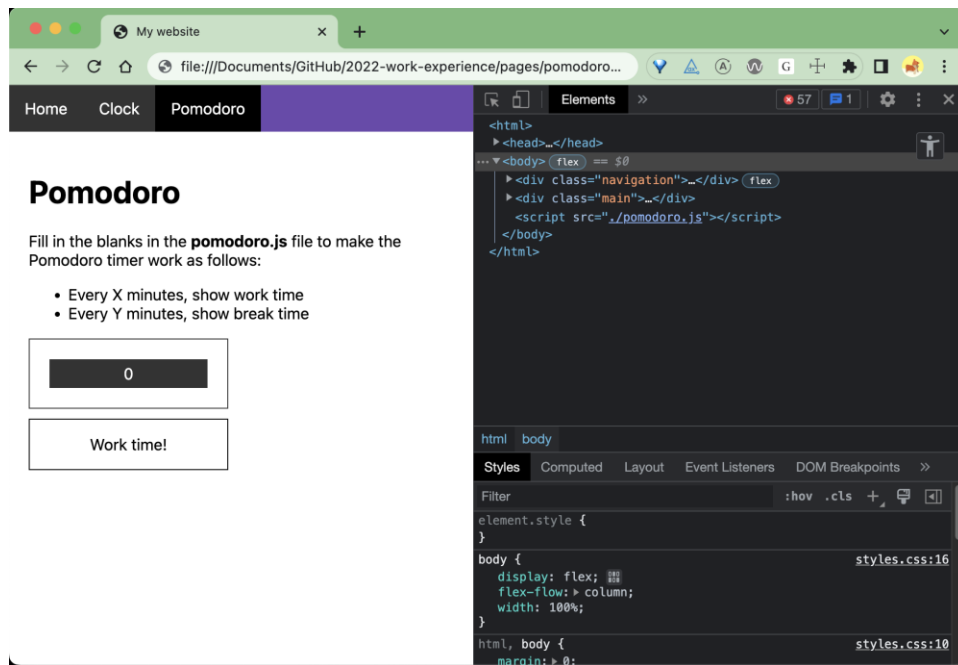 My website
file:///Documents/GitHub/2022-work-experience/pages/pomodoro...
Home Clock Pomodoro
Pomodoro
Fill in the blanks in the pomodoro.js file to make the
Pomodoro timer work as follows:
• Every X minutes, show work time
• Every Y minutes, show break time
0
Work time!
Elements » 57 1
<html>
<head>…</head>
<body> flex == $0
<div class="navigation">…</div> flex
<div class="main">…</div>
<script src="./pomodoro.js"></script>
</body>
</html>
html body
Styles Computed Layout Event Listeners DOM Breakpoints »
Filter :hov .cls +
element.style {
}
body { styles.css:16
display: flex;
flex-flow: column;
width: 100%;
}
html, body { styles.css:10
margin: 0;